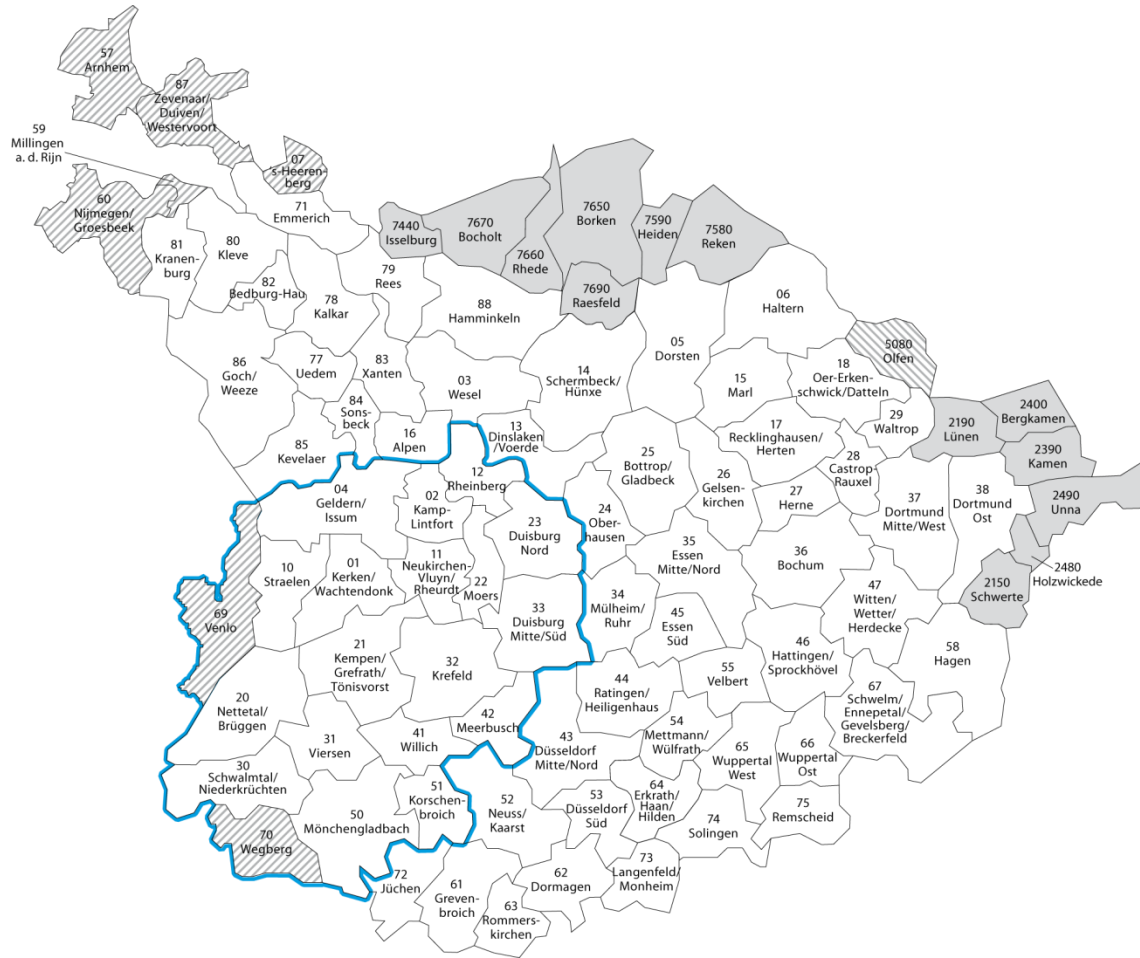 57
Arnhem
87
Zevenaar/
Duiven/
Westervoort
59
Millingen
a. d. Rijn
07
's-Heeren-
berg
60
Nijmegen/
Groesbeek
71
Emmerich
81
Kranen-
burg
80
Kleve
82
Bedburg-Hau
78
Kalkar
79
Rees
7440
Isselburg
7670
Bocholt
7660
Rhede
7650
Borken
7590
Heiden
7580
Reken
7690
Raesfeld
88
Hamminkeln
06
Haltern
05
Dorsten
5080
Olfen
86
Goch/
Weeze
77
Uedem
83
Xanten
03
Wesel
14
Schermbeck/
Hünxe
15
Marl
18
Oer-Erken-
schwick/Datteln
84
Sons-
beck
29
Waltrop
2190
Lünen
2400
Bergkamen
2390
Kamen
2490
Unna
85
Kevelaer
16
Alpen
13
Dinslaken
/Voerde
17
Recklinghausen/
Herten
28
Castrop-
Rauxel
25
Bottrop/
Gladbeck
26
Gelsen-
kirchen
12
Rheinberg
04
Geldern/
Issum
02
Kamp-
Lintfort
27
Herne
37
Dortmund
Mitte/West
38
Dortmund
Ost
24
Ober-
hausen
23
Duisburg
Nord
35
Essen
Mitte/Nord
36
Bochum
2480
Holzwickede
2150
Schwerte
10
Straelen
01
Kerken/
Wachtendonk
11
Neukirchen-
Vluyn/
Rheurdt
22
Moers
34
Mülheim/
Ruhr
33
Duisburg
Mitte/Süd
47
Witten/
Wetter/
Herdecke
45
Essen
Süd
69
Venlo
21
Kempen/
Grefrath/
Tönisvorst
32
Krefeld
46
Hattingen/
Sprockhövel
58
Hagen
55
Velbert
44
Ratingen/
Heiligenhaus
67
Schwelm/
Ennepetal/
Gevelsberg/
Breckerfeld
20
Nettetal/
Brüggen
31
Viersen
41
Willich
42
Meerbusch
43
Düsseldorf
Mitte/Nord
54
Mettmann/
Wülfrath
65
Wuppertal
West
66
Wuppertal
Ost
30
Schwalmtal/
Niederkrüchten
51
Korschen-
broich
52
Neuss/
Kaarst
53
Düsseldorf
Süd
64
Erkrath/
Haan/
Hilden
75
Remscheid
74
Solingen
50
Mönchengladbach
70
Wegberg
72
Jüchen
61
Greven-
broich
63
Rommers-
kirchen
62
Dormagen
73
Langenfeld/
Monheim